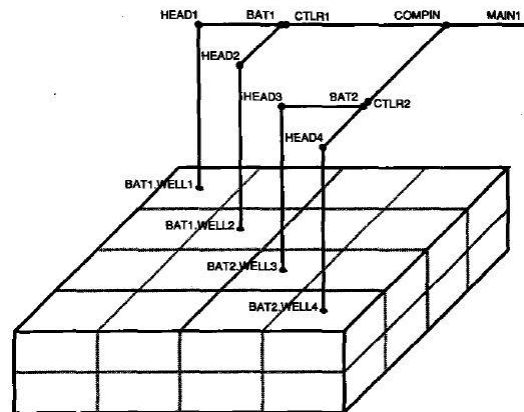 HEAD1 BAT1 CTLR1 COMPIN MAIN1
HEAD2
HEAD3 BAT2 CTLR2
HEAD4
BAT1,WELL1
BAT1,WELL2
BAT2,WELL3
BAT2,WELL4